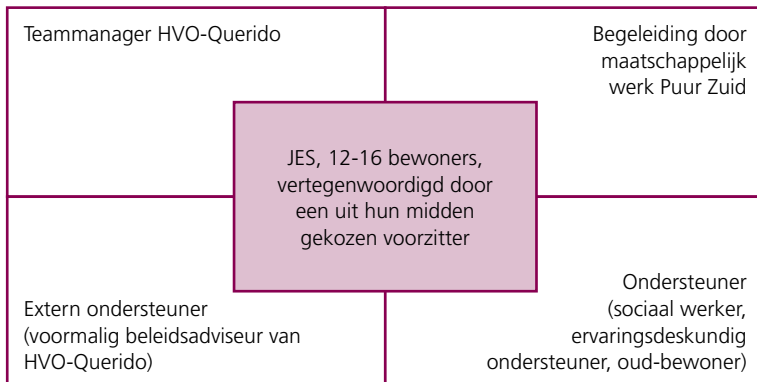 Teammanager HVO-Querido
Begeleiding door
maatschappelijk
werk Puur Zuid
JES, 12-16 bewoners,
vertegenwoordigd door
een uit hun midden
gekozen voorzitter
Extern ondersteuner
(voormalig beleidsadviseur van
HVO-Querido)
Ondersteuner
(sociaal werker,
ervaringsdeskundig
ondersteuner, oud-bewoner)